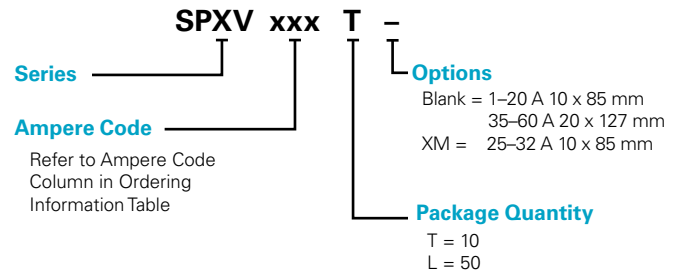 SPXV xxx T –
Series
Ampere Code
Refer to Ampere Code
Column in Ordering
Information Table
Options
Blank = 1–20 A 10 x 85 mm
35–60 A 20 x 127 mm
XM = 25–32 A 10 x 85 mm
Package Quantity
T = 10
L = 50